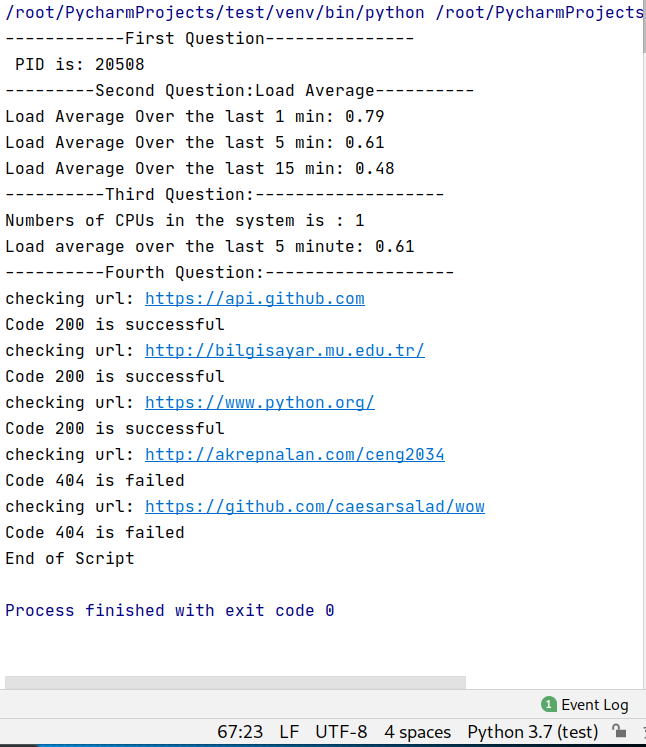 /root/PycharmProjects/test/venv/bin/python /root/PycharmProjects
------------First Question---------------
 PID is: 20508
---------Second Question:Load Average----------
Load Average Over the last 1 min: 0.79
Load Average Over the last 5 min: 0.61
Load Average Over the last 15 min: 0.48
----------Third Question:-------------------
Numbers of CPUs in the system is : 1
Load average over the last 5 minute: 0.61
----------Fourth Question:-------------------
checking url: https://api.github.com
Code 200 is successful
checking url: http://bilgisayar.mu.edu.tr/
Code 200 is successful
checking url: https://www.python.org/
Code 200 is successful
checking url: http://akrepnalan.com/ceng2034
Code 404 is failed
checking url: https://github.com/caesarsalad/wow
Code 404 is failed
End of Script
Process finished with exit code 0
1 Event Log
67:23 LF UTF-8 4 spaces Python 3.7 (test)